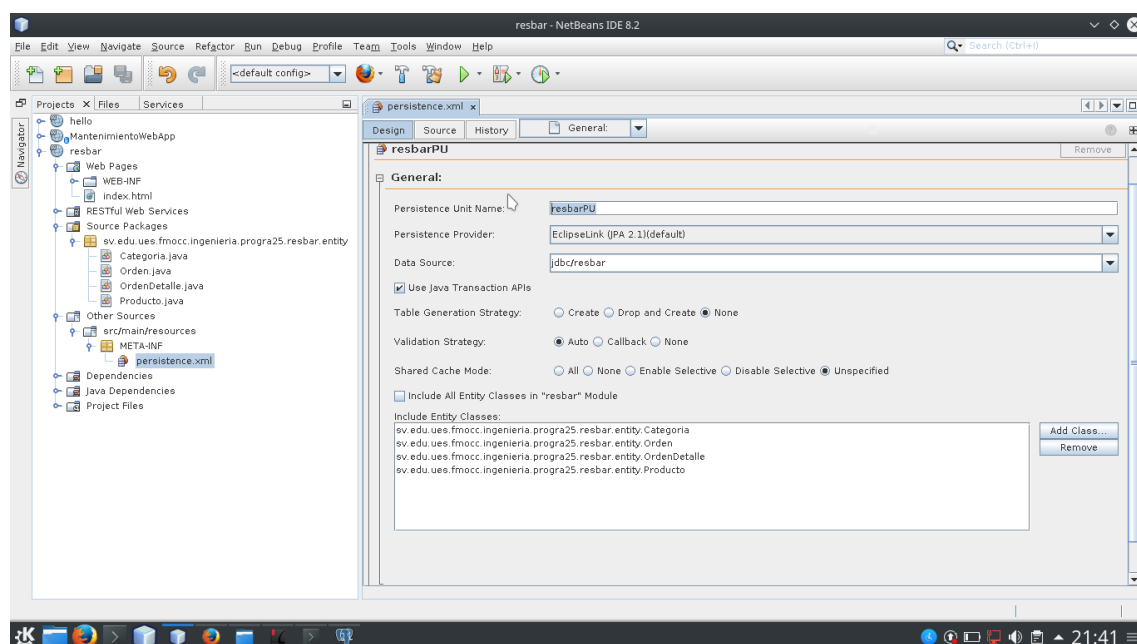 resbar - NetBeans IDE 8.2
File Edit View Navigate Source Refactor Run Debug Profile Team Tools Window Help
Search (Ctrl+I)
<default config>
Projects Files Services
Navigator
hello
MantenimientoWebApp
resbar
Web Pages
WEB-INF
index.html
RESTful Web Services
Source Packages
sv.edu.ues.fmocc.ingenieria.progra25.resbar.entity
Categoria.java
Orden.java
OrdenDetalle.java
Producto.java
Other Sources
src/main/resources
META-INF
persistence.xml
Dependencies
Java Dependencies
Project Files
persistence.xml
Design Source History General:
resbarPU Remove
General:
Persistence Unit Name: resbarPU
Persistence Provider: EclipseLink (JPA 2.1)(default)
Data Source: jdbc/resbar
Use Java Transaction APIs
Table Generation Strategy: Create Drop and Create None
Validation Strategy: Auto Callback None
Shared Cache Mode: All None Enable Selective Disable Selective Unspecified
Include All Entity Classes in "resbar" Module
Include Entity Classes:
sv.edu.ues.fmocc.ingenieria.progra25.resbar.entity.Categoria
sv.edu.ues.fmocc.ingenieria.progra25.resbar.entity.Orden
sv.edu.ues.fmocc.ingenieria.progra25.resbar.entity.OrdenDetalle
sv.edu.ues.fmocc.ingenieria.progra25.resbar.entity.Producto
Add Class...
Remove
21:41